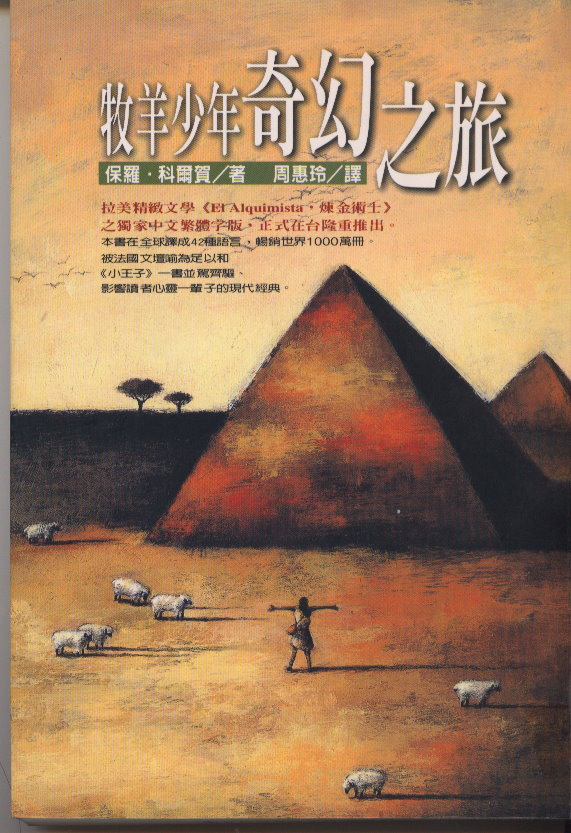 牧羊少年奇幻之旅
保羅·科爾賀／著 周惠玲／譯
拉美精緻文學《El Alquimista，煉金術士》
之獨家中文繁體字版，正式在台隆重推出。
本書在全球譯成42種語言，暢銷世界1000萬冊。
被法國文壇喻為足以和
《小王子》一書並駕齊驅、
影響讀者心靈一輩子的現代經典。